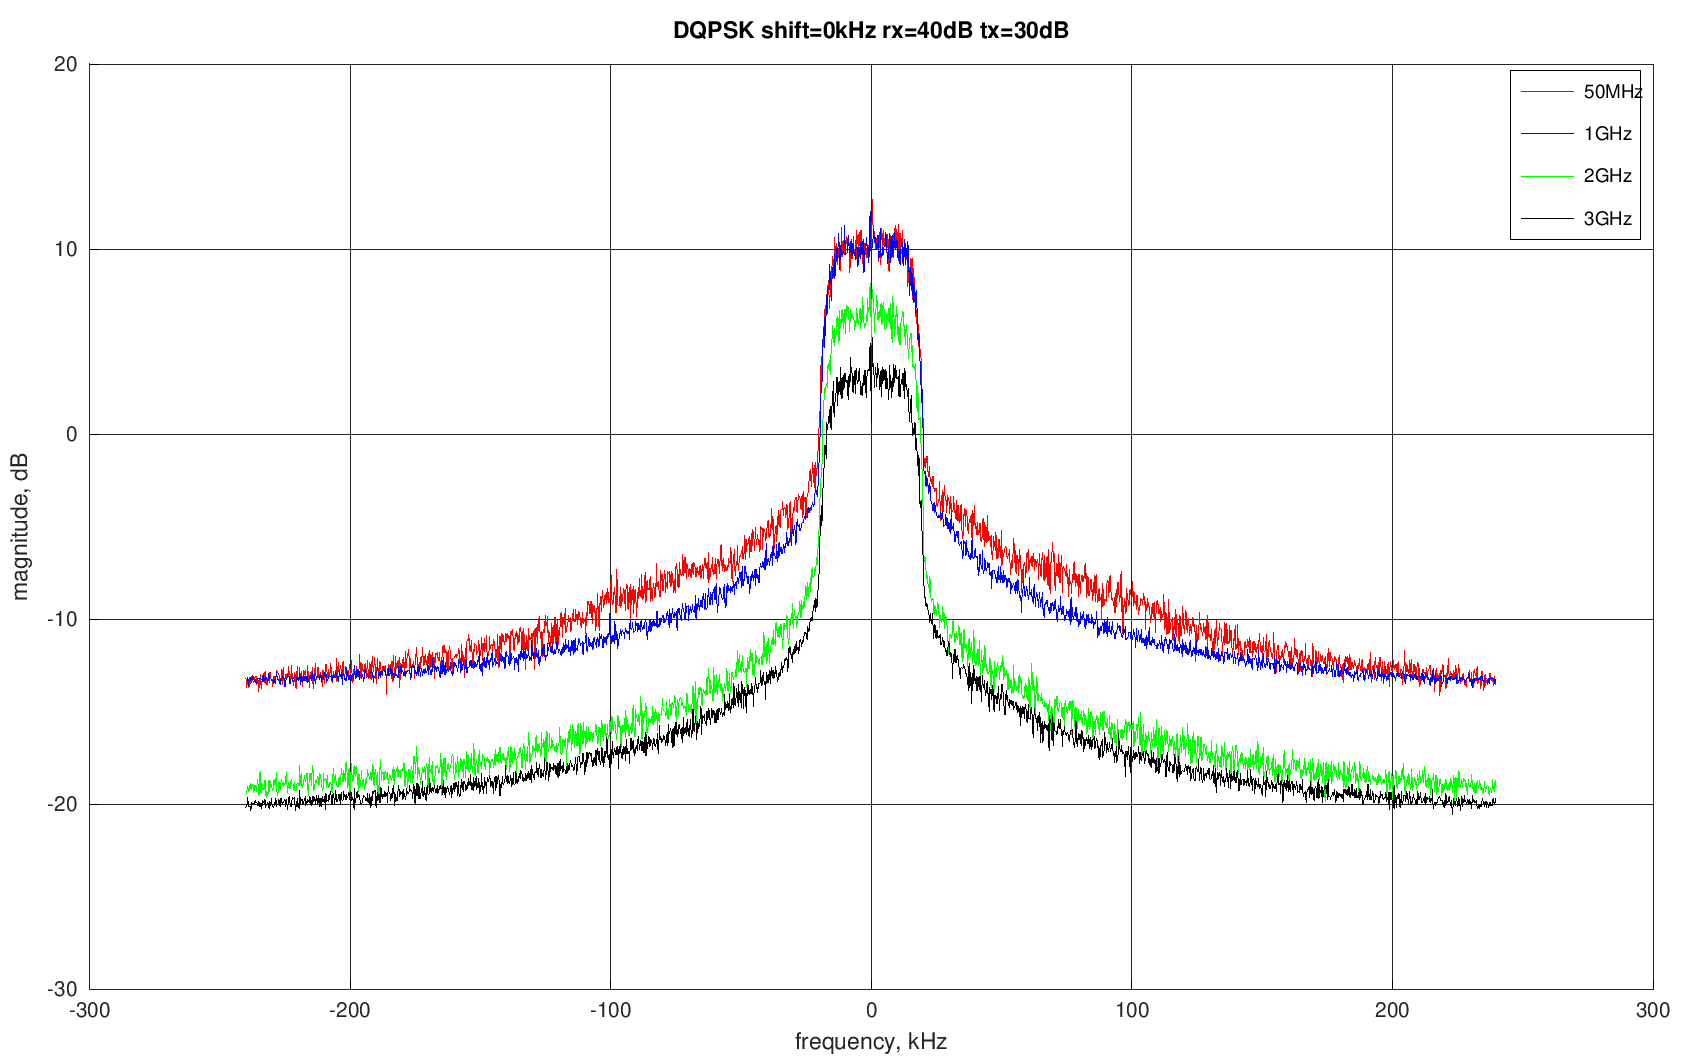 DQPSK shift=0kHz rx=40dB tx=30dB
20
10
0
-10
-20
-30
magnitude, dB
50MHz
1GHz
2GHz
3GHz
-300
-200
-100
0
100
200
300
frequency, kHz